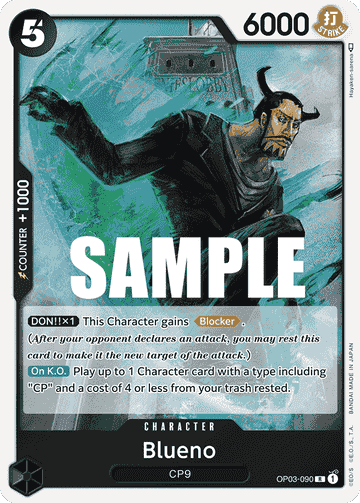 5
6000
打
STRIKE
COUNTER +1000
SAMPLE
DON!!×1 This Character gains Blocker .
(After your opponent declares an attack, you may rest
this card to make it the new target of the attack.)
On K.O. Play up to 1 Character card with a type including
"CP" and a cost of 4 or less from your trash rested.
CHARACTER
Blueno
CP9
OP03-090 R 1
©E.O./S. ©E.O./S., T.A. BANDAI MADE IN JAPAN